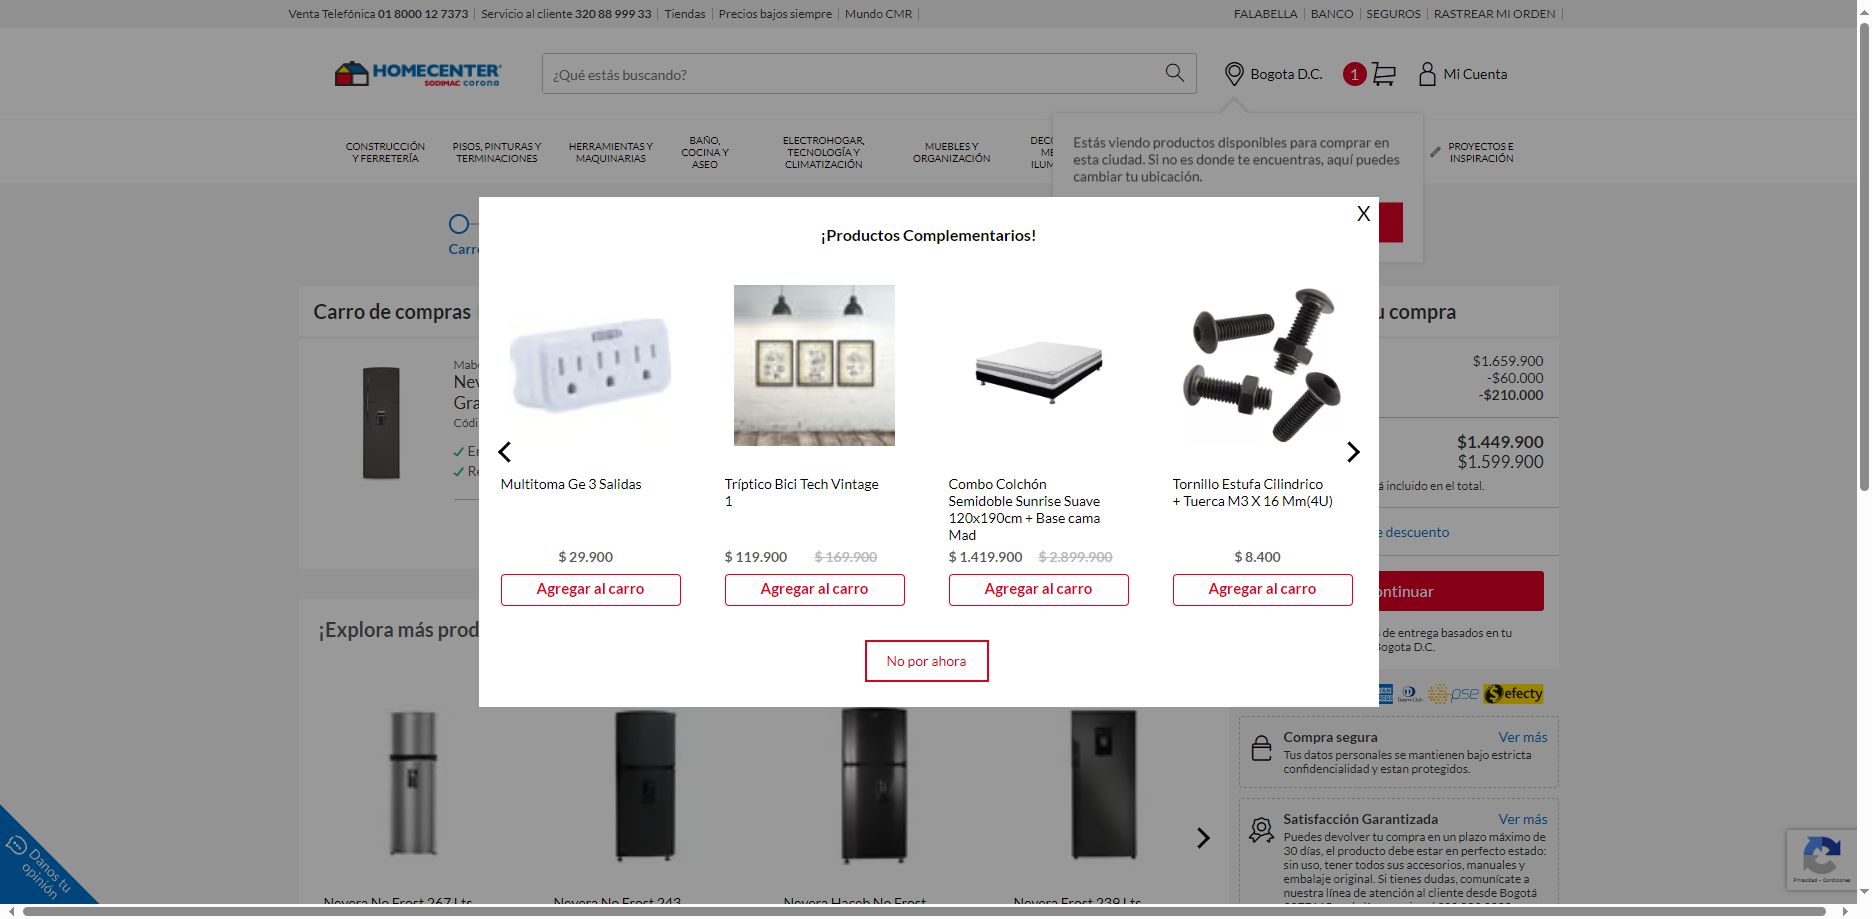 Venta Telefónica 01 8000 12 7373
Servicio al cliente 320 88 999 33
Tiendas
Precios bajos siempre
Mundo CMR
FALABELLA
BANCO
SEGUROS
RASTREAR MI ORDEN
HOMECENTER
SODIMAC corona
¿Qué estás buscando?
Bogota D.C.
1
Mi Cuenta
CONSTRUCCIÓN
Y FERRETERÍA
PISOS, PINTURAS Y
TERMINACIONES
HERRAMIENTAS Y
MAQUINARIAS
BAÑO,
COCINA Y
ASEO
ELECTROHOGAR,
TECNOLOGÍA Y
CLIMATIZACIÓN
MUEBLES Y
ORGANIZACIÓN
DECO
ME
ILUM
PROYECTOS E
INSPIRACIÓN
Estás viendo productos disponibles para comprar en
esta ciudad. Si no es donde te encuentras, aquí puedes
cambiar tu ubicación.
Carro
X
¡Productos Complementarios!
Multitoma Ge 3 Salidas
$ 29.900
Agregar al carro
Tríptico Bici Tech Vintage
1
$ 119.900 $ 169.900
Agregar al carro
Combo Colchón
Semidoble Sunrise Suave
120x190cm + Base cama
Mad
$ 1.419.900 $ 2.899.900
Agregar al carro
Tornillo Estufa Cilindrico
+ Tuerca M3 X 16 Mm(4U)
$ 8.400
Agregar al carro
No por ahora
Carro de compras
Mabe
Nev
Gra
Códi
En
Re
u compra
$1.659.900
-$60.000
-$210.000
$1.449.900
$1.599.900
á incluido en el total.
e descuento
ontinuar
s de entrega basados en tu
Bogota D.C.
pse
efecty
¡Explora más prod
Nevera No Frost 267 Lts
Nevera No Frost 243
Nevera Haceb No Frost
Nevera No Frost 239 Lts
Compra segura
Ver más
Tus datos personales se mantienen bajo estricta
confidencialidad y estan protegidos.
Satisfacción Garantizada
Ver más
Puedes devolver tu compra en un plazo máximo de
30 días, el producto debe estar en perfecto estado:
sin uso, tener todos sus accesorios, manuales y
embalaje original. Si tienes dudas, comunícate a
nuestra línea de atención al cliente desde Bogotá
Danos tu
opinión
Privacidad - Condiciones